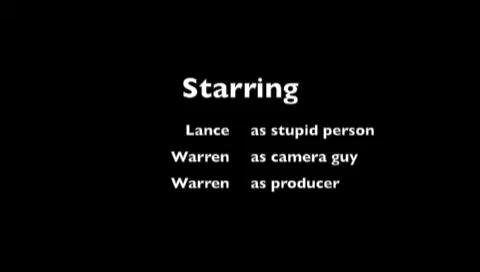 Starring
Lance as stupid person
Warren as camera guy
Warren as producer